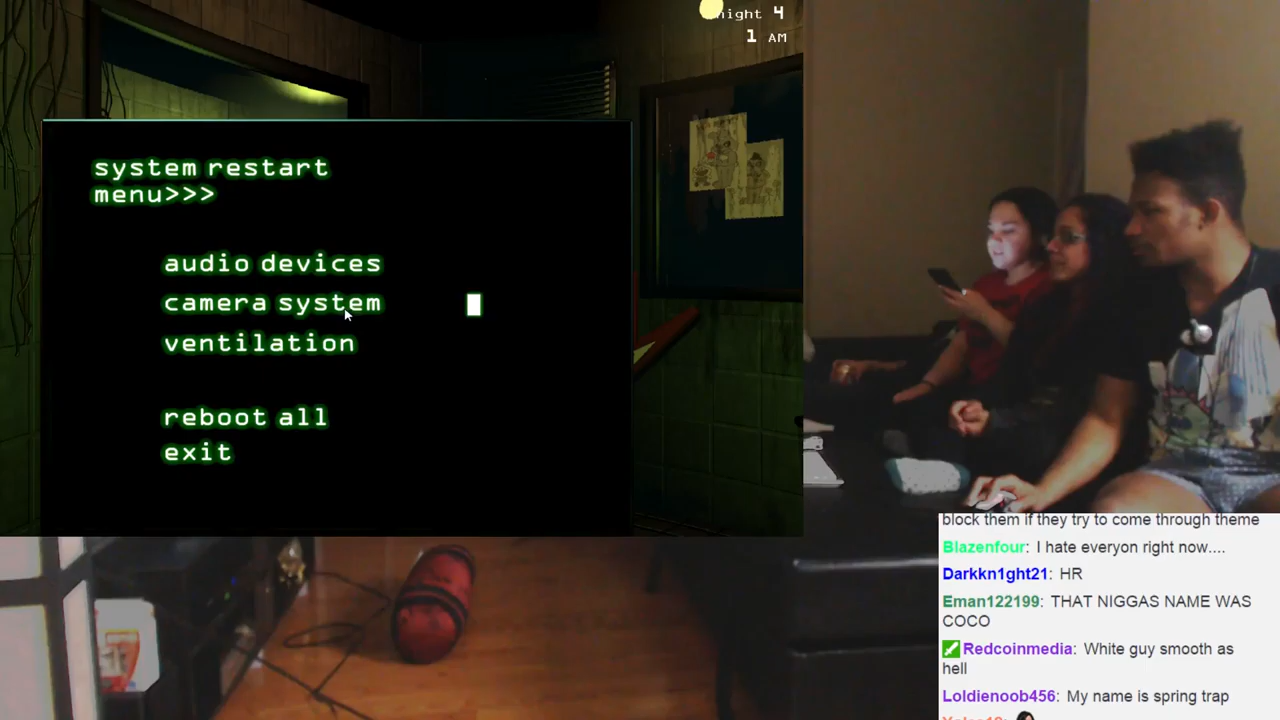 night 4
1 AM
system restart
menu>>>
audio devices
camera system
ventilation
reboot all
exit
block them if they try to come through theme
Blazenfour: I hate everyon right now....
Darkkn1ght21: HR
Eman122199: THAT NIGGAS NAME WAS
COCO
Redcoinmedia: White guy smooth as
hell
Loldienoob456: My name is spring trap